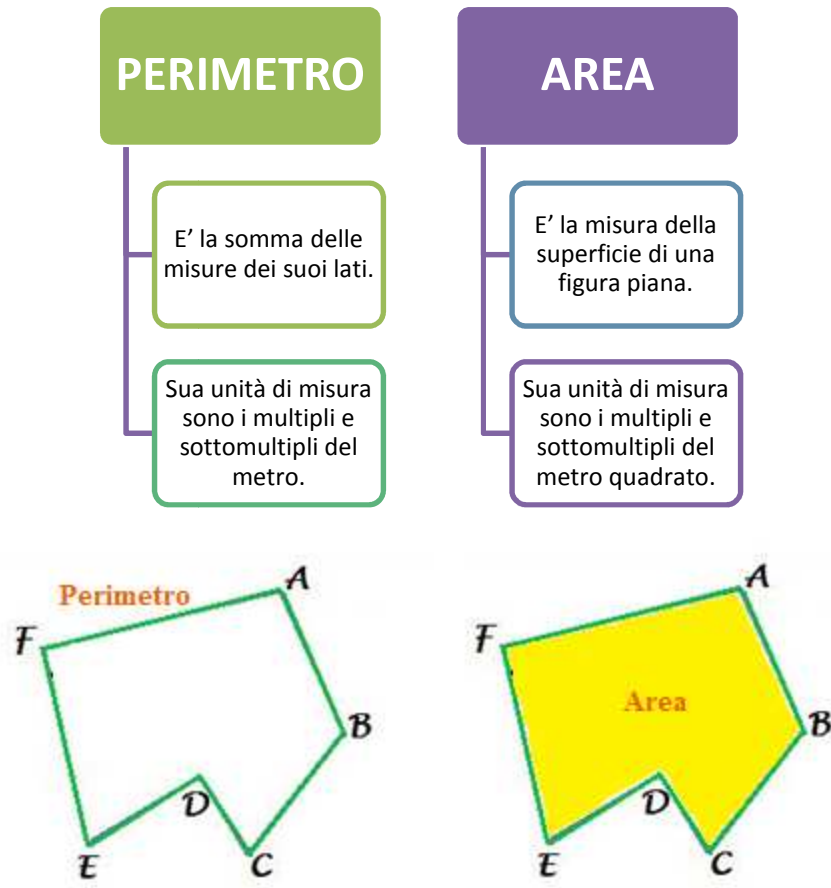 PERIMETRO
E’ la somma delle
misure dei suoi lati.
Sua unità di misura
sono i multipli e
sottomultipli del
metro.
AREA
E’ la misura della
superficie di una
figura piana.
Sua unità di misura
sono i multipli e
sottomultipli del
metro quadrato.
Perimetro
A
F
B
D
E
C
A
F
Area
B
D
E
C